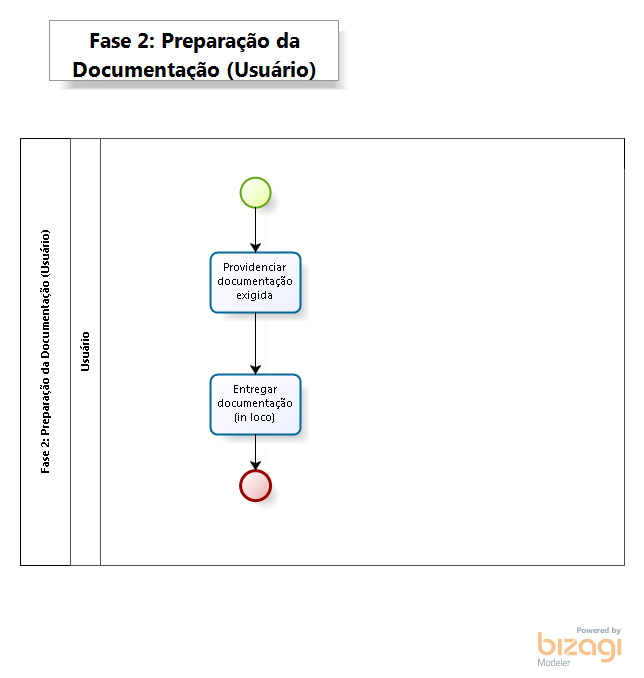 Fase 2: Preparação da
Documentação (Usuário)
Fase 2: Preparação da Documentação (Usuário)
Usuário
Providenciar
documentação
exigida
Entregar
documentação
(in loco)
Powered by
bizagi
Modeler